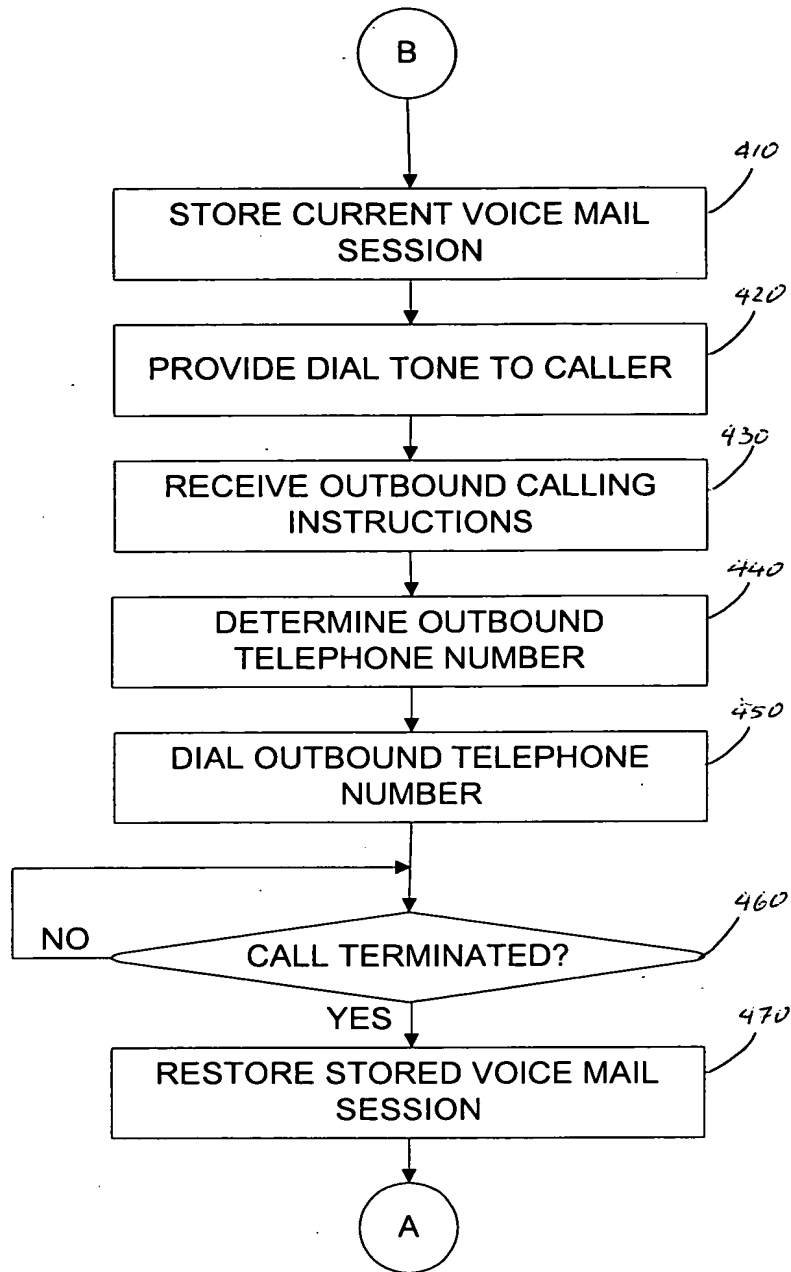 B
410
STORE CURRENT VOICE MAIL
SESSION
420
PROVIDE DIAL TONE TO CALLER
430
RECEIVE OUTBOUND CALLING
INSTRUCTIONS
440
DETERMINE OUTBOUND
TELEPHONE NUMBER
450
DIAL OUTBOUND TELEPHONE
NUMBER
460
NO
CALL TERMINATED?
YES
470
RESTORE STORED VOICE MAIL
SESSION
A